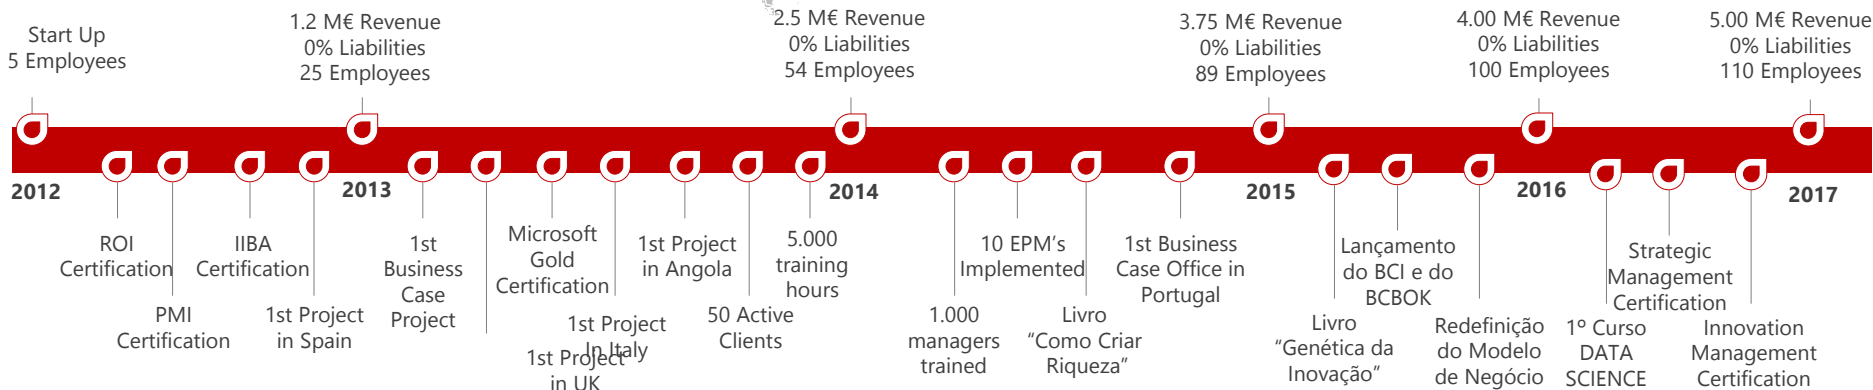 Start Up
5 Employees
1.2 M€ Revenue
0% Liabilities
25 Employees
2.5 M€ Revenue
0% Liabilities
54 Employees
3.75 M€ Revenue
0% Liabilities
89 Employees
4.00 M€ Revenue
0% Liabilities
100 Employees
5.00 M€ Revenue
0% Liabilities
110 Employees
2012
2013
2014
2015
2016
2017
ROI
Certification
PMI
Certification
IIBA
Certification
1st Project
in Spain
1st
Business
Case
Project
1st Project
in UK
Microsoft
Gold
Certification
1st Project
In Italy
1st Project
in Angola
50 Active
Clients
5.000
training
hours
1.000
managers
trained
10 EPM’s
Implemented
Livro
“Como Criar
Riqueza”
1st Business
Case Office in
Portugal
Livro
“Genética da
Inovação”
Lançamento
do BCI e do
BCBOK
Redefinição
do Modelo
de Negócio
1º Curso
DATA
SCIENCE
Strategic
Management
Certification
Innovation
Management
Certification